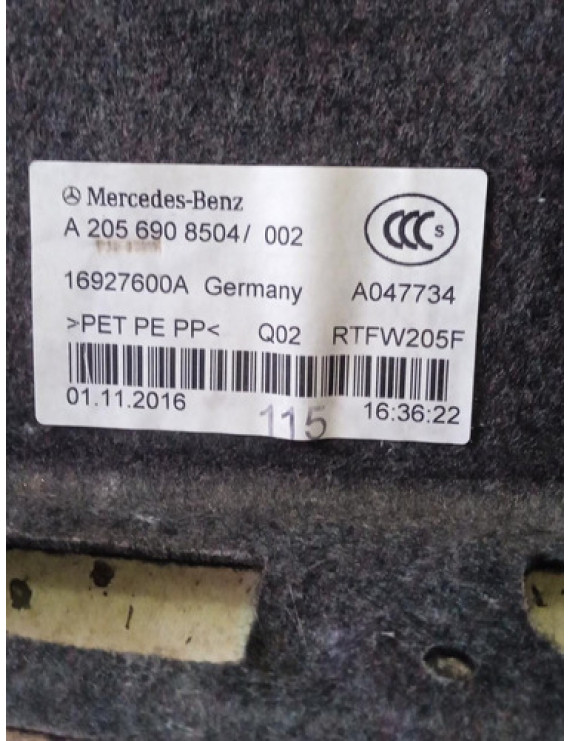 Mercedes-Benz
A 205 690 8504/ 002
CCC S
16927600A Germany A047734
>PET PE PP< Q02 RTFW205F
01.11.2016 115 16:36:22